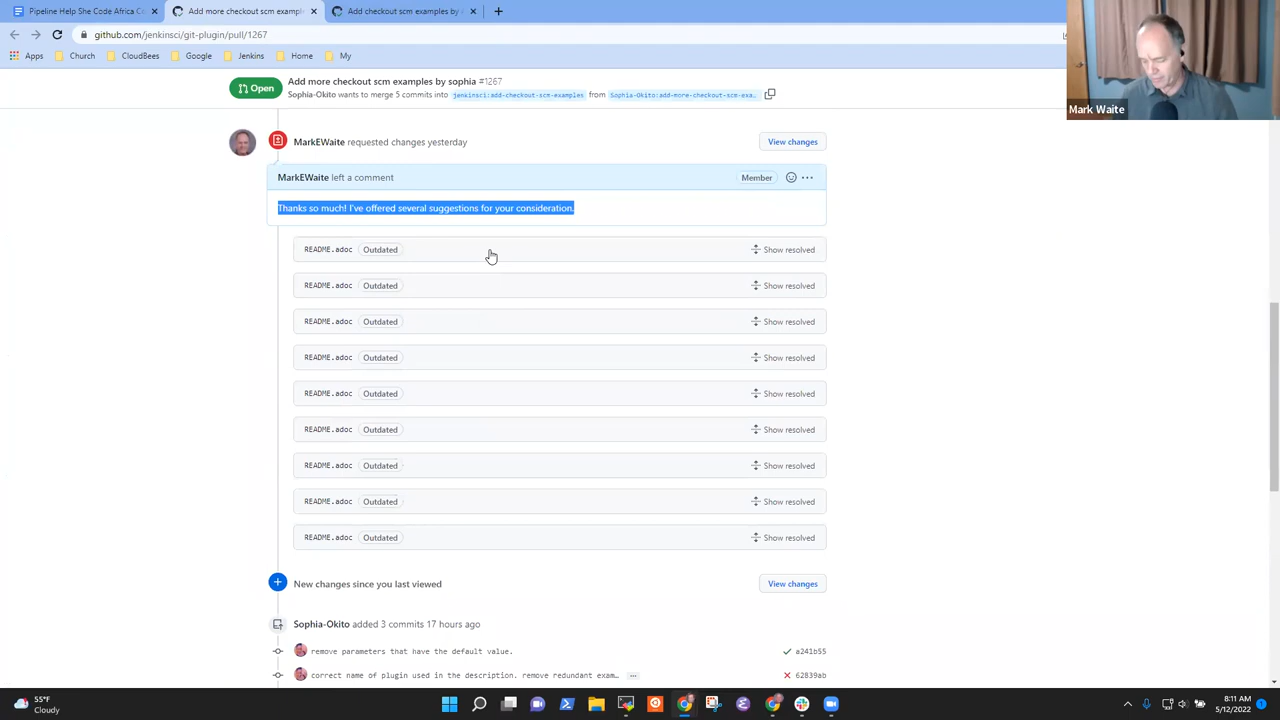 Pipeline Help She Code Africa C
Add more checkout scm exampl
Add more checkout scm examples by
github.com/jenkinsci/git-plugin/pull/1267
Apps
Church
CloudBees
Google
Jenkins
Home
My
Mark Waite
Open
Add more checkout scm examples by sophia #1267
Sophia-Okito wants to merge 5 commits into jenkinsci:add-checkout-scm-examples from Sophia-Okito:add-more-checkout-scm-exa…
MarkEWaite requested changes yesterday
View changes
MarkEWaite left a comment
Member
Thanks so much! I've offered several suggestions for your consideration.
README.adoc Outdated Show resolved
README.adoc Outdated Show resolved
README.adoc Outdated Show resolved
README.adoc Outdated Show resolved
README.adoc Outdated Show resolved
README.adoc Outdated Show resolved
README.adoc Outdated Show resolved
README.adoc Outdated Show resolved
README.adoc Outdated Show resolved
New changes since you last viewed
View changes
Sophia-Okito added 3 commits 17 hours ago
remove parameters that have the default value. a241b55
correct name of plugin used in the description. remove redundant exam… 62839ab
55°F
Cloudy
8:11 AM
5/12/2022